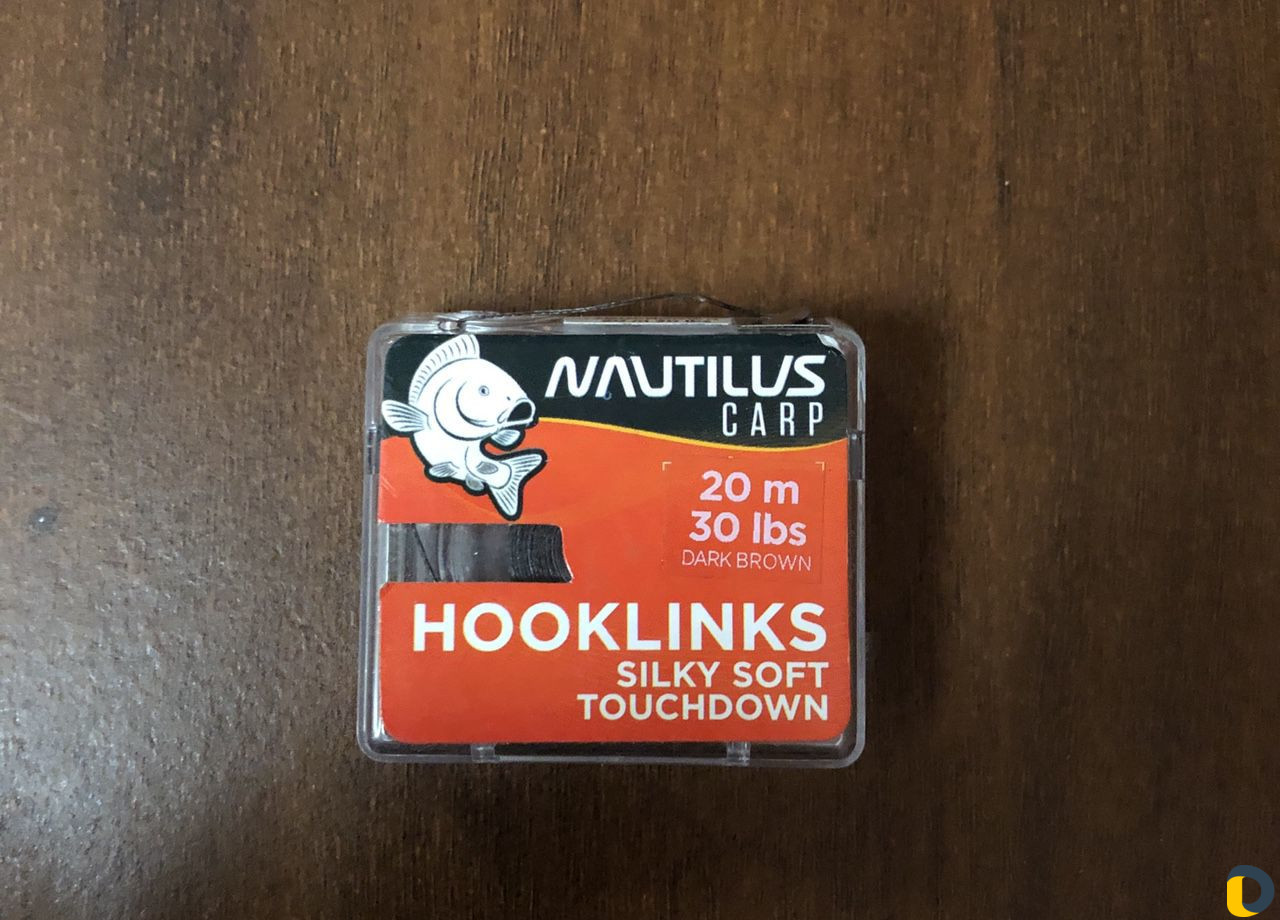 NAUTILUS
CARP
20 m
30 lbs
DARK BROWN
HOOKLINKS
SILKY SOFT
TOUCHDOWN